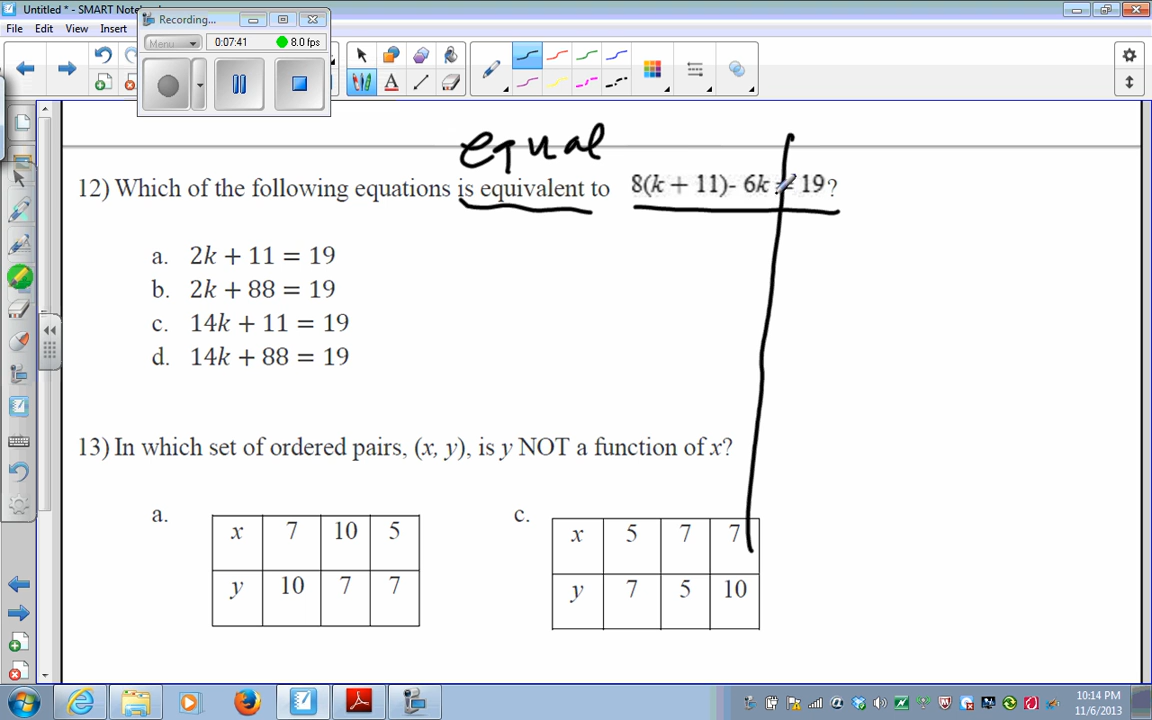 Untitled * - SMART Notebook
Recording...
File Edit View Insert
Menu
0:07:41
8.0 fps
equal
12) Which of the following equations is equivalent to 8(k + 11)- 6k = 19?
a. 2k + 11 = 19
b. 2k + 88 = 19
c. 14k + 11 = 19
d. 14k + 88 = 19
13) In which set of ordered pairs, (x, y), is y NOT a function of x?
a.
x 7 10 5
y 10 7 7
c.
x 5 7 7
y 7 5 10
10:14 PM
11/6/2013